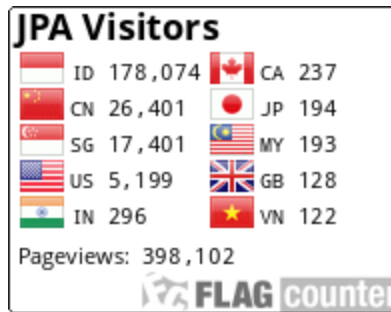 JPA Visitors
ID 178,074 CA 237
CN 26,401 JP 194
SG 17,401 MY 193
US 5,199 GB 128
IN 296 VN 122
Pageviews: 398,102
FLAG counter